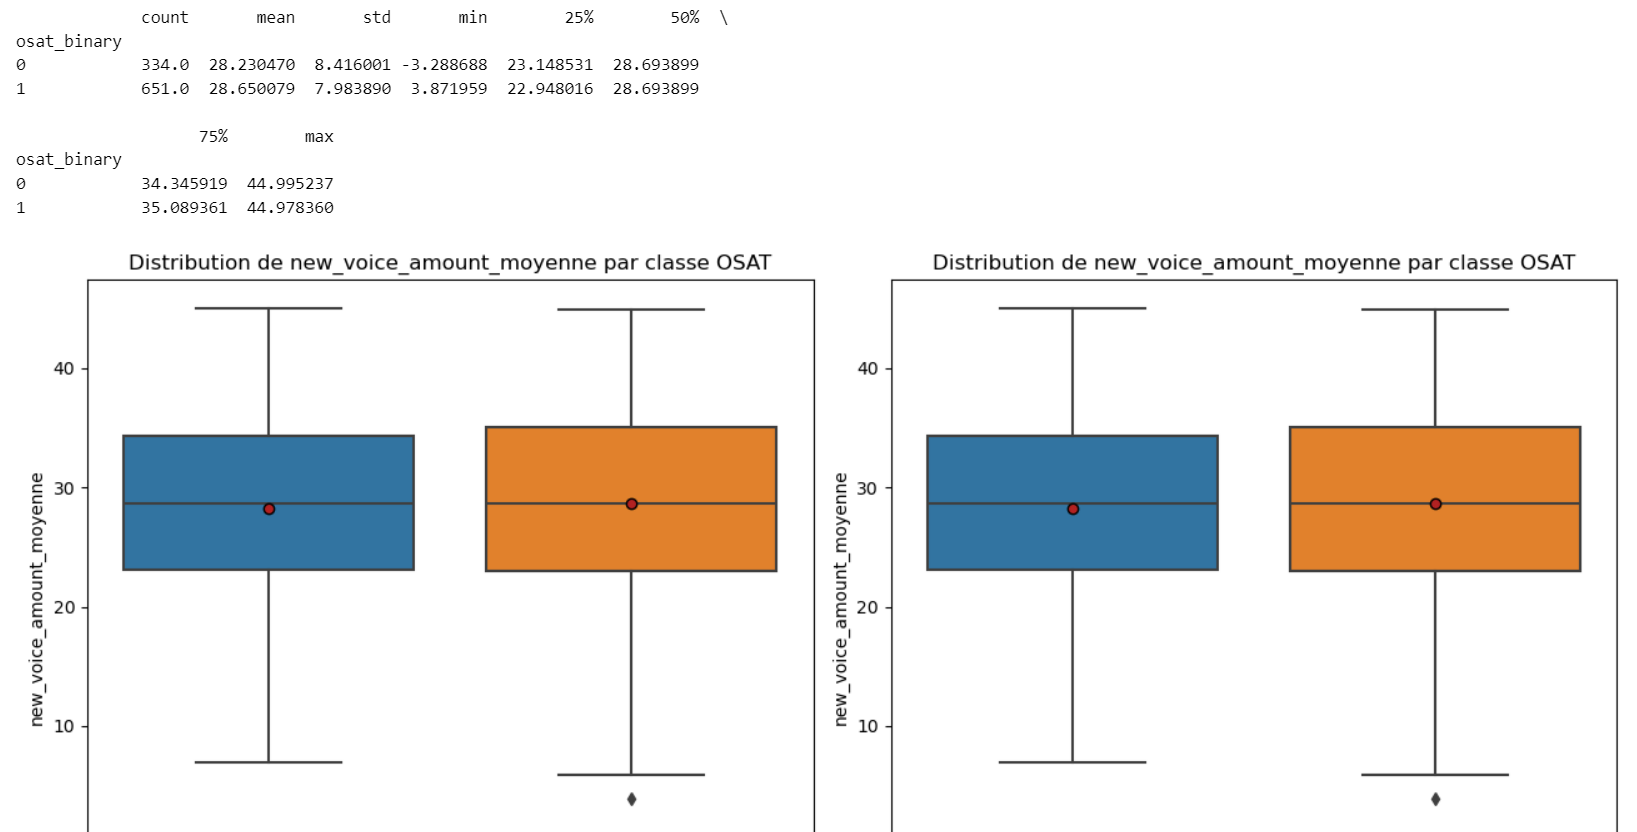 count mean std min 25% 50% \
osat_binary
0 334.0 28.230470 8.416001 -3.288688 23.148531 28.693899
1 651.0 28.650079 7.983890 3.871959 22.948016 28.693899
75% max
osat_binary
0 34.345919 44.995237
1 35.089361 44.978360
Distribution de new_voice_amount_moyenne par classe OSAT
40
30
20
10
new_voice_amount_moyenne
Distribution de new_voice_amount_moyenne par classe OSAT
40
30
20
10
new_voice_amount_moyenne